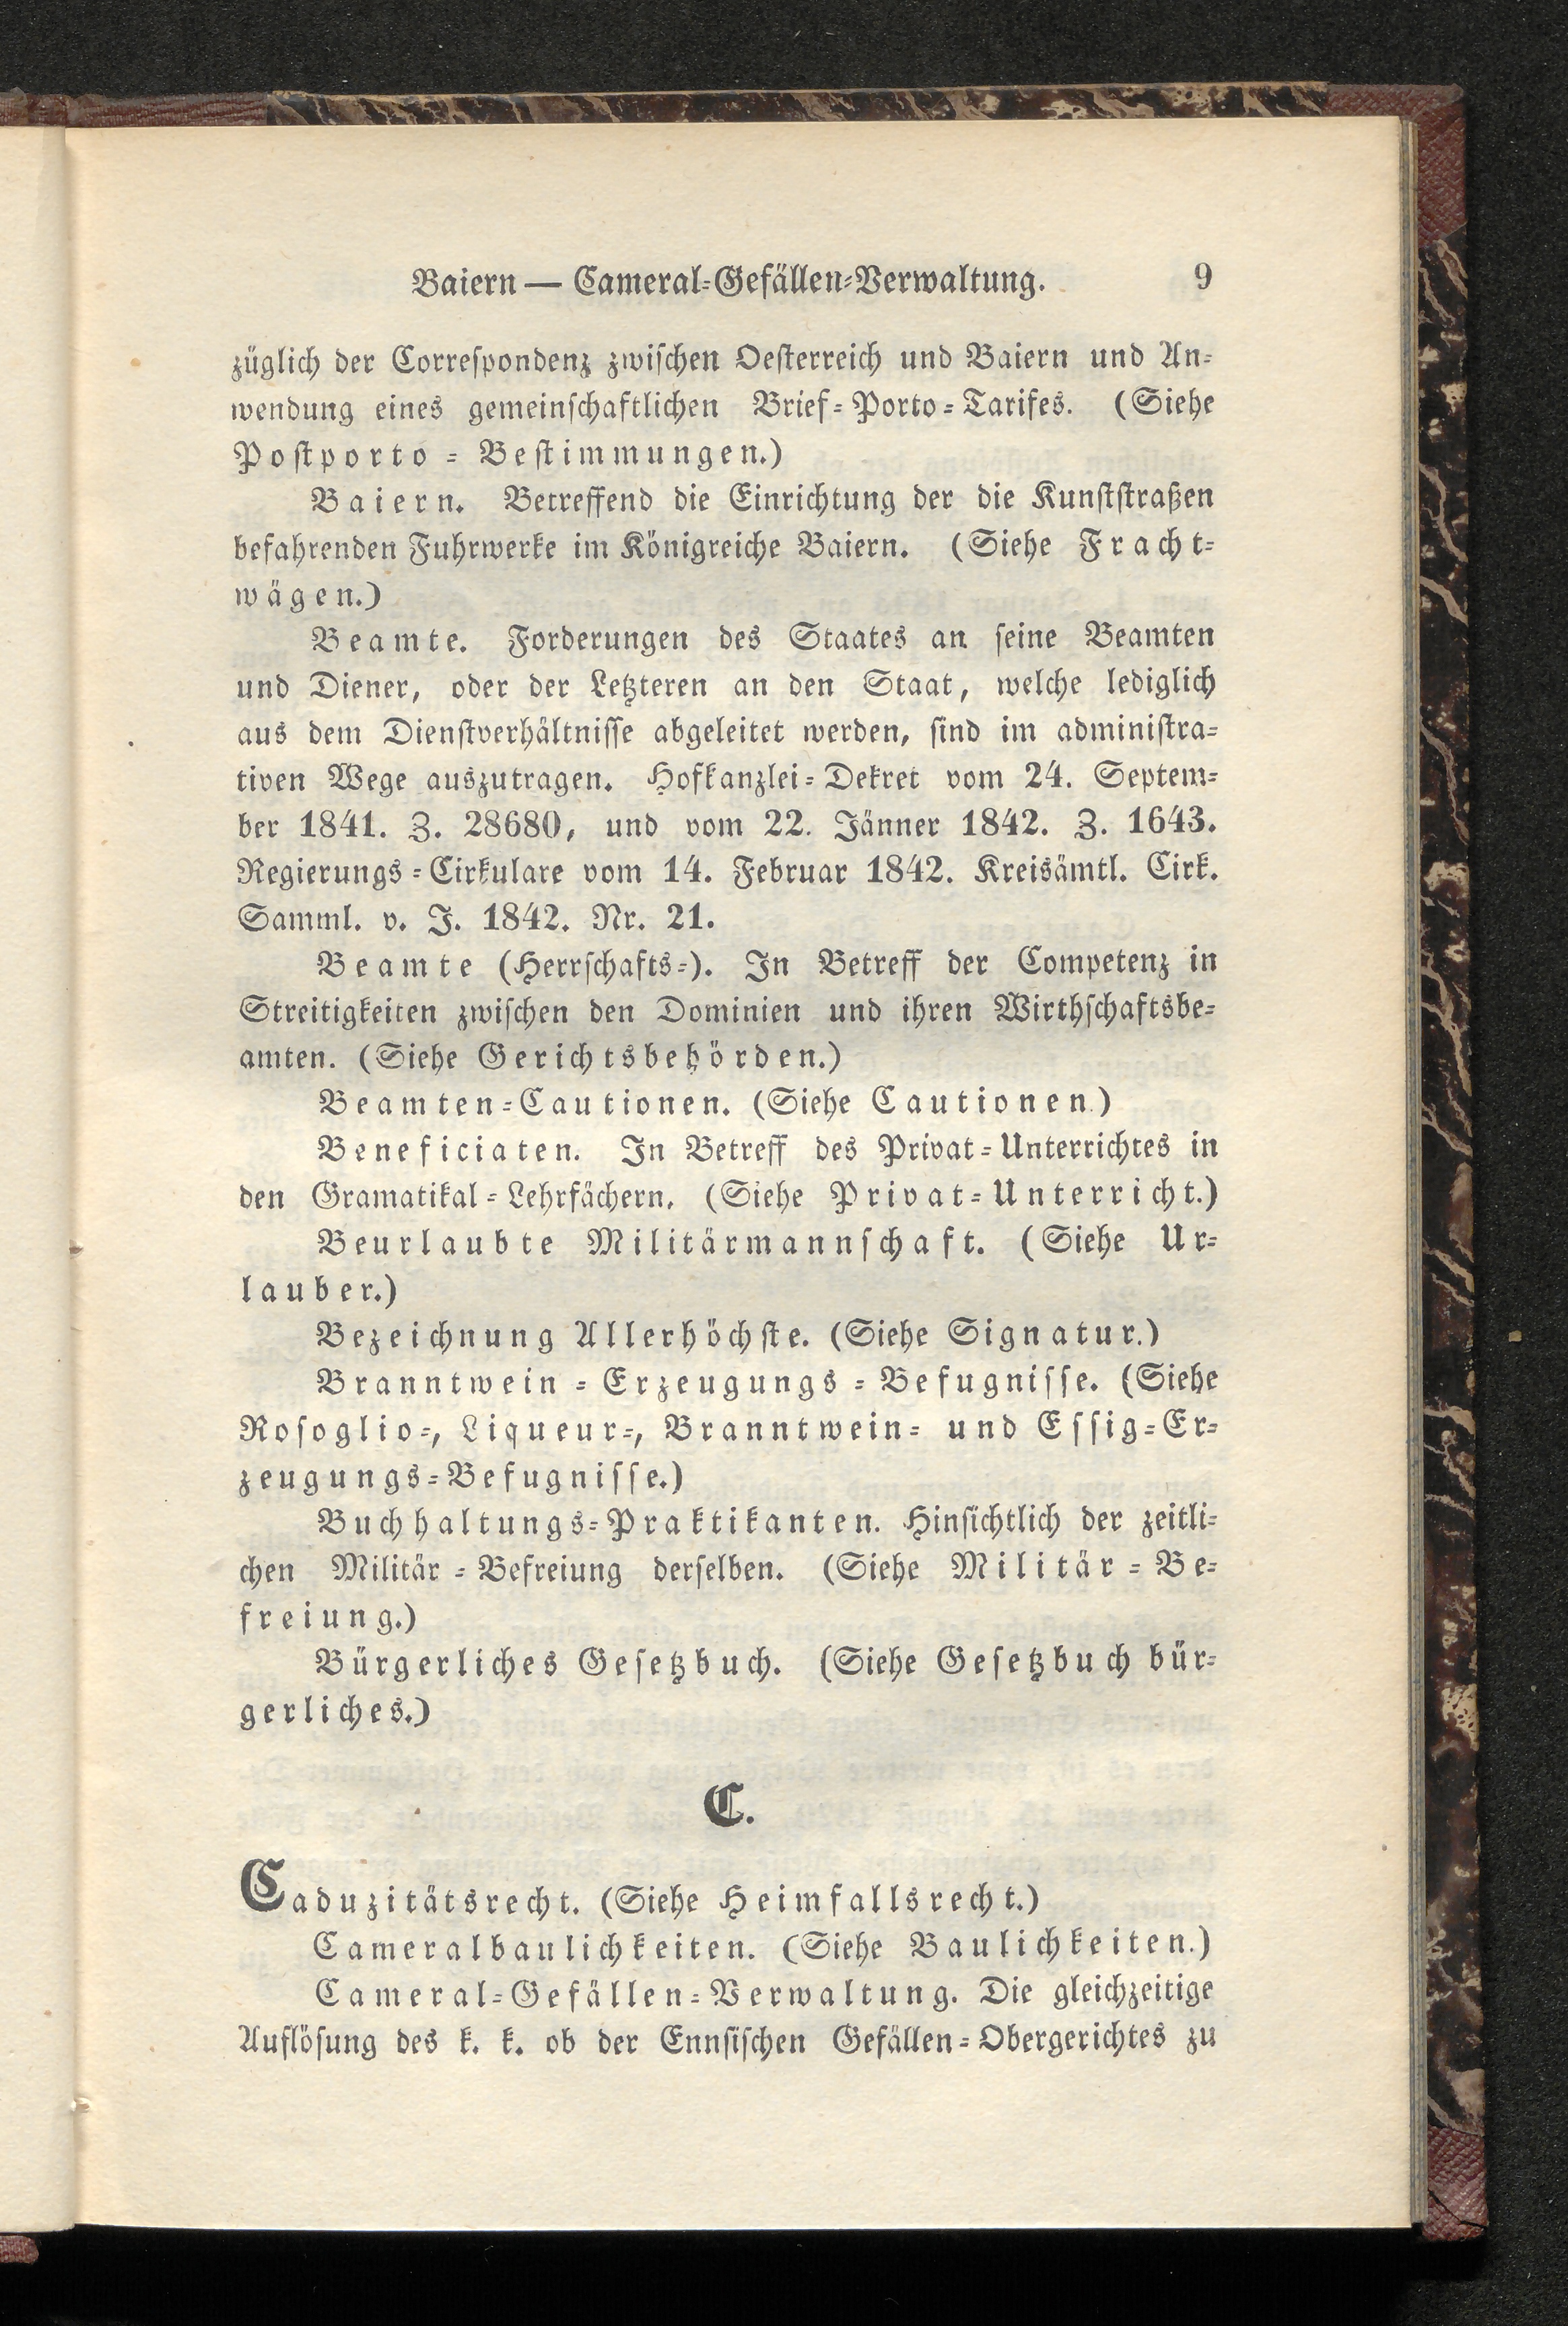 Baiern — Cameral-Gefällen-Verwaltung. 9
züglich der Correspondenz zwischen Oesterreich und Baiern und An-
wendung eines gemeinschaftlichen Brief-Porto-Tarifes. (Siehe
Postporto-Bestimmungen.)
Baiern. Betreffend die Einrichtung der die Kunststraßen
befahrenden Fuhrwerke im Königreiche Baiern. (Siehe Fracht-
wägen.)
Beamte. Forderungen des Staates an seine Beamten
und Diener, oder der Letzteren an den Staat, welche lediglich
aus dem Dienstverhältnisse abgeleitet werden, sind im administra-
tiven Wege auszutragen. Hofkanzlei-Dekret vom 24. Septem-
ber 1841. Z. 28680, und vom 22. Jänner 1842. Z. 1643.
Regierungs-Cirkulare vom 14. Februar 1842. Kreisämtl. Cirk.
Samml. v. J. 1842. Nr. 21.
Beamte (Herrschafts-). In Betreff der Competenz in
Streitigkeiten zwischen den Dominien und ihren Wirthschaftsbe-
amten. (Siehe Gerichtsbehörden.)
Beamten-Cautionen. (Siehe Cautionen.)
Beneficiaten. In Betreff des Privat-Unterrichtes in
den Gramatikal-Lehrfächern. (Siehe Privat-Unterricht.)
Beurlaubte Militärmannschaft. (Siehe Ur-
lauber.)
Bezeichnung Allerhöchste. (Siehe Signatur.)
Branntwein-Erzeugungs-Befugnisse. (Siehe
Rosoglio-, Liqueur-, Branntwein- und Essig-Er-
zeugungs-Befugnisse.)
Buchhaltungs-Praktikanten. Hinsichtlich der zeitli-
chen Militär-Befreiung derselben. (Siehe Militär-Be-
freiung.)
Bürgerliches Gesetzbuch. (Siehe Gesetzbuch bür-
gerliches.)
C.
Caduzitätsrecht. (Siehe Heimfallsrecht.)
Cameralbaulichkeiten. (Siehe Baulichkeiten.)
Cameral-Gefällen-Verwaltung. Die gleichzeitige
Auflösung des k. k. ob der Ennsischen Gefällen-Obergerichtes zu